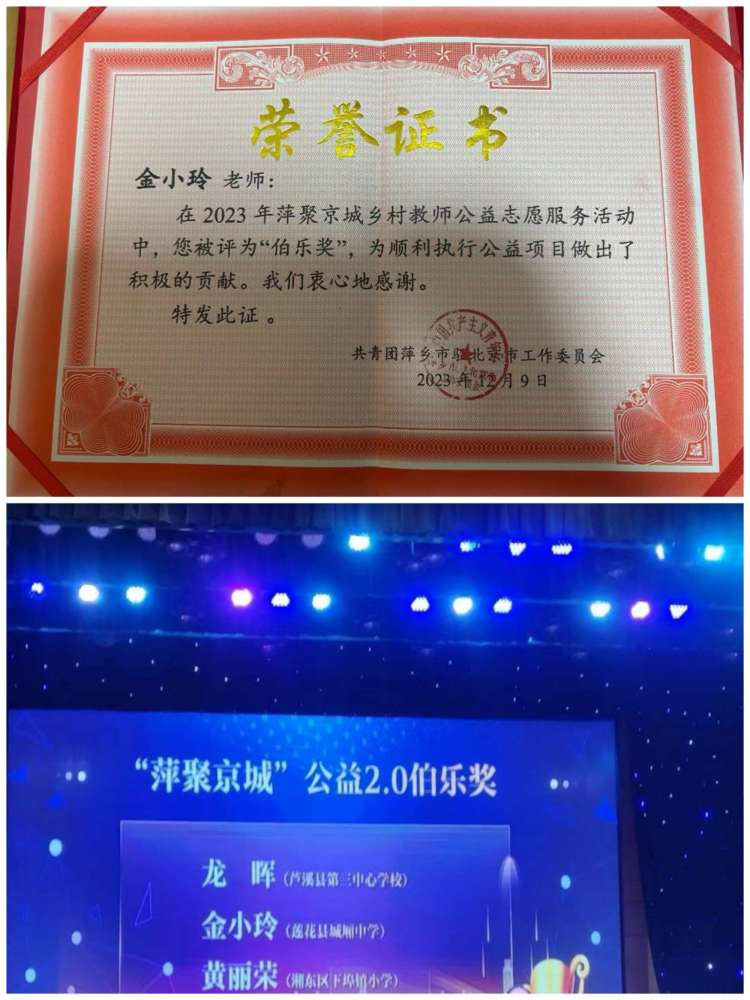 荣誉证书
金小玲 老师：
在 2023 年萍聚京城乡村教师公益志愿服务活动
中，您被评为“伯乐奖”，为顺利执行公益项目做出了
积极的贡献。我们衷心地感谢。
特发此证 。
共青团萍乡市驻北京市工作委员会
2023 年 12 月 9 日
“萍聚京城”公益2.0伯乐奖
龙 晖（芦溪县第三中心学校）
金小玲（莲花县城厢中学）
黄丽荣（湘东区下埠镇小学）